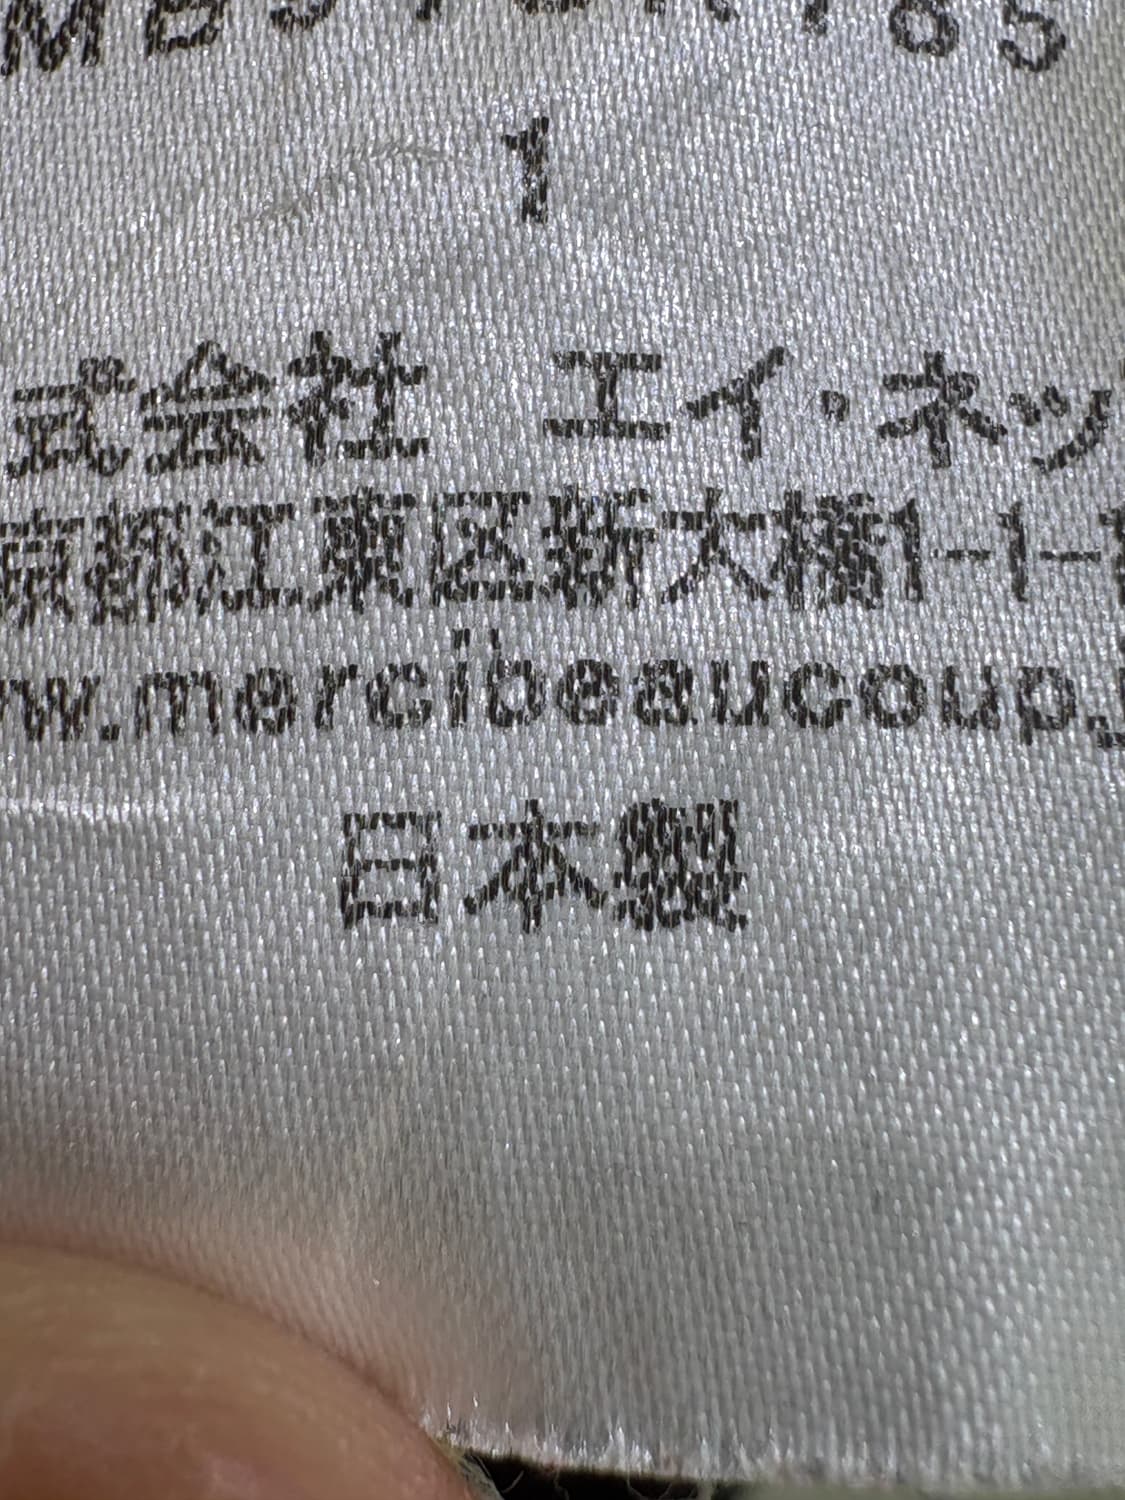 1
式会社 エイ・ネッ
京都江東区新大橋1-1-
w.mercibeaucoup.
日本製